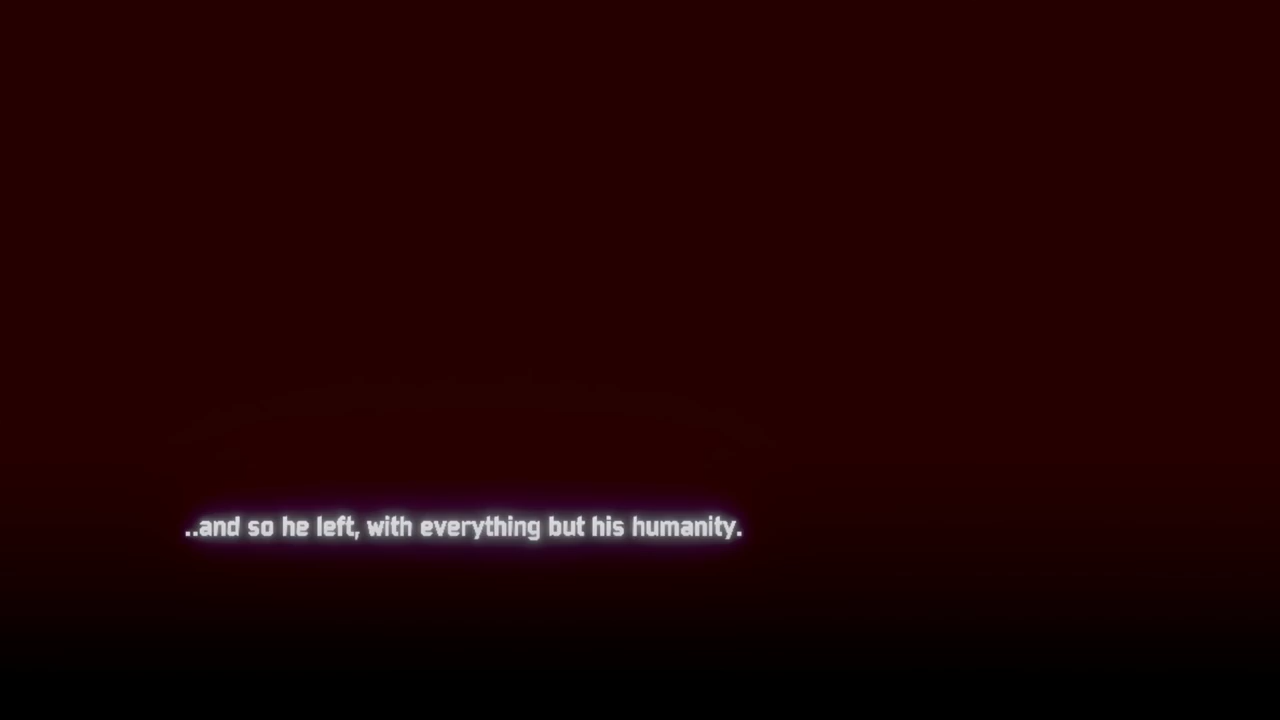 ..and so he left, with everything but his humanity.